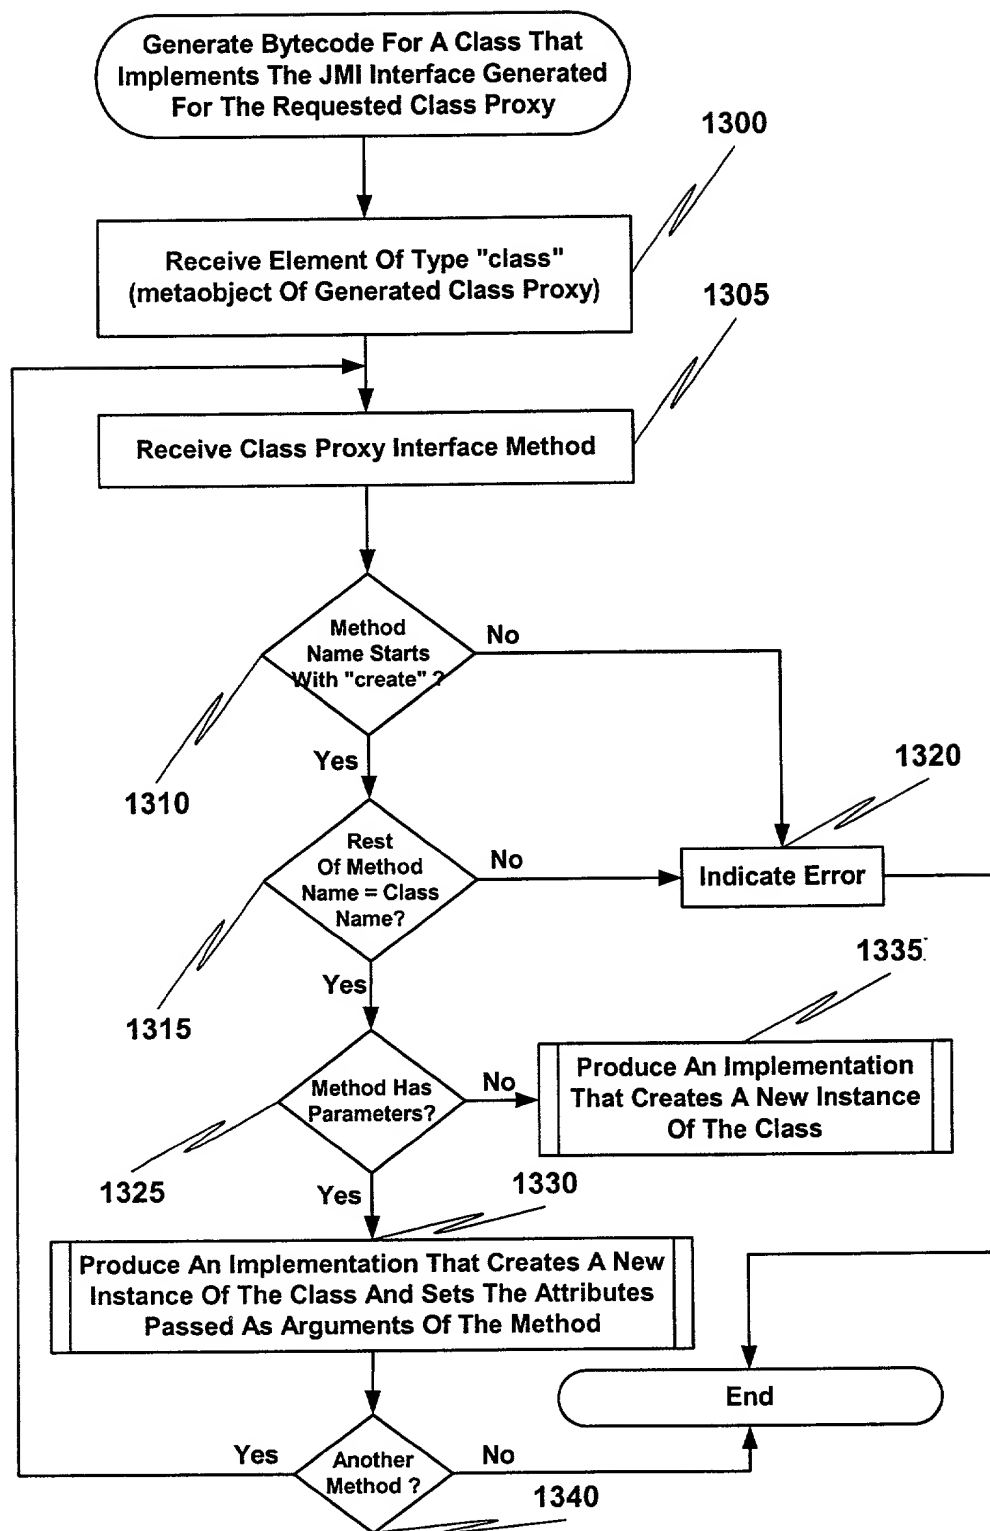 Generate Bytecode For A Class That
Implements The JMI Interface Generated
For The Requested Class Proxy
1300
Receive Element Of Type "class"
(metaobject Of Generated Class Proxy)
1305
Receive Class Proxy Interface Method
Method
Name Starts
With "create" ?
No
Yes
1310
1320
Rest
Of Method
Name = Class
Name?
No
Indicate Error
1335
Yes
1315
Method Has
Parameters?
No
Produce An Implementation
That Creates A New Instance
Of The Class
1325
Yes
1330
Produce An Implementation That Creates A New
Instance Of The Class And Sets The Attributes
Passed As Arguments Of The Method
End
Yes
Another
Method ?
No
1340